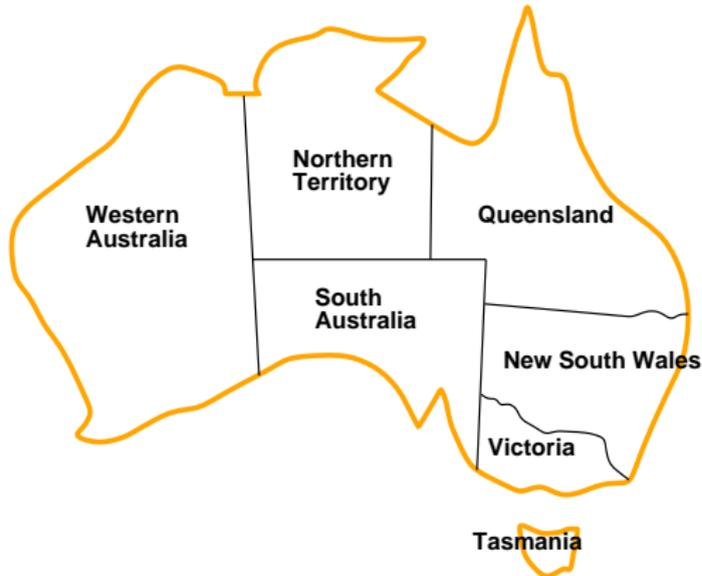 Northern
Territory
Western
Australia
Queensland
South
Australia
New South Wales
Victoria
Tasmania